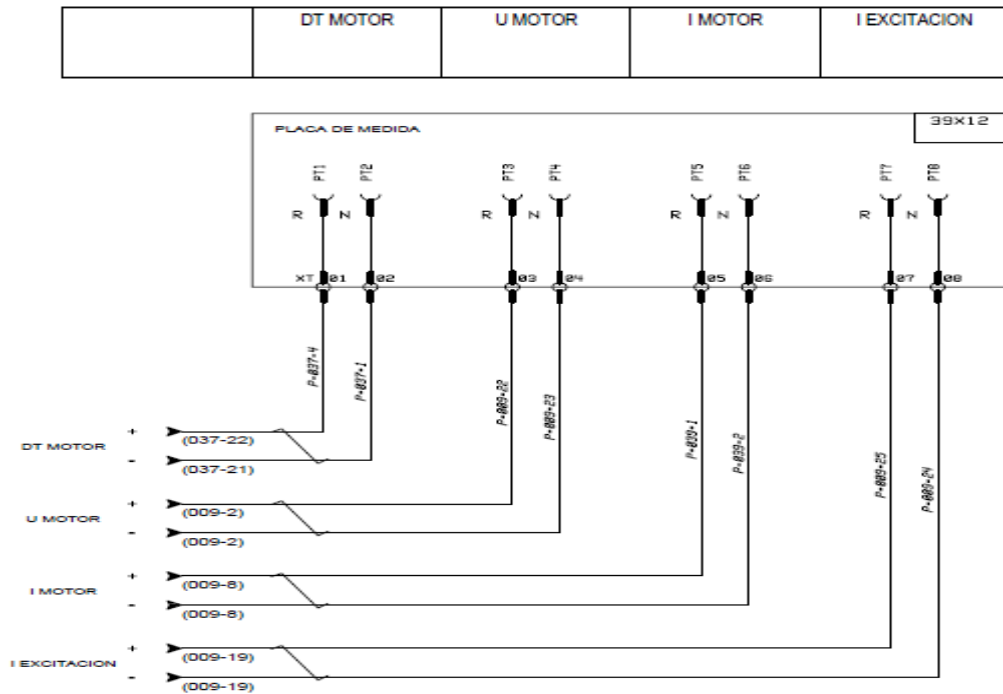 DT MOTOR U MOTOR I MOTOR I EXCITACION
PLACA DE MEDIDA 39X12
PT1 PT2 PT3 PT4 PT5 PT6 PT7 PT8
R N R N R N R N
XT 01 02 03 04 05 06 07 08
P=037=4 P=037=1 P=009=22 P=009=23 P=039=1 P=039=2 P=009=25 P=009=24
DT MOTOR
+ (037-22)
- (037-21)
U MOTOR
+ (009-2)
- (009-2)
I MOTOR
+ (009-8)
- (009-8)
I EXCITACION
+ (009-19)
- (009-19)